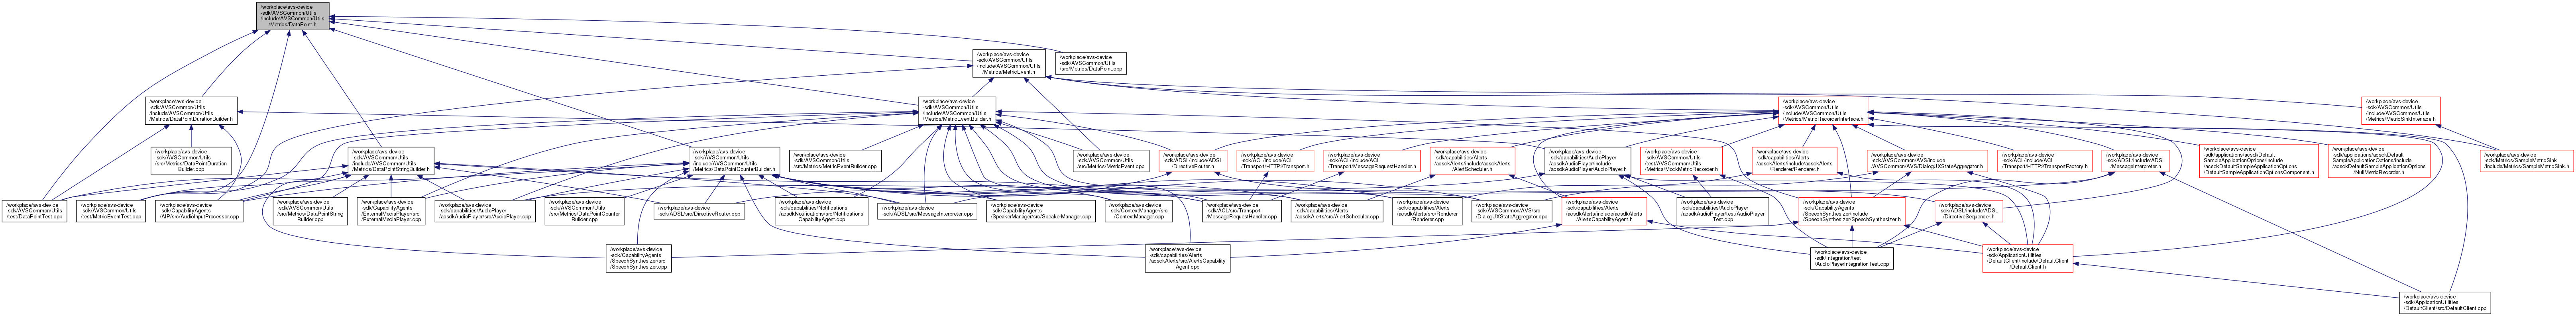 /workplace/avs-device
-sdk/AVSCommon/Utils
/include/AVSCommon/Utils
/Metrics/DataPoint.h
/workplace/avs-device
-sdk/AVSCommon/Utils
/include/AVSCommon/Utils
/Metrics/MetricEvent.h
/workplace/avs-device
-sdk/AVSCommon/Utils
/src/Metrics/DataPoint.cpp
/workplace/avs-device
-sdk/AVSCommon/Utils
/include/AVSCommon/Utils
/Metrics/DataPointDurationBuilder.h
/workplace/avs-device
-sdk/AVSCommon/Utils
/include/AVSCommon/Utils
/Metrics/MetricEventBuilder.h
/workplace/avs-device
-sdk/AVSCommon/Utils
/include/AVSCommon/Utils
/Metrics/MetricRecorderInterface.h
/workplace/avs-device
-sdk/AVSCommon/Utils
/include/AVSCommon/Utils
/Metrics/MetricSinkInterface.h
/workplace/avs-device
-sdk/AVSCommon/Utils
/src/Metrics/DataPointDuration
Builder.cpp
/workplace/avs-device
-sdk/AVSCommon/Utils
/include/AVSCommon/Utils
/Metrics/DataPointStringBuilder.h
/workplace/avs-device
-sdk/AVSCommon/Utils
/include/AVSCommon/Utils
/Metrics/DataPointCounterBuilder.h
/workplace/avs-device
-sdk/AVSCommon/Utils
/src/Metrics/MetricEventBuilder.cpp
/workplace/avs-device
-sdk/AVSCommon/Utils
/src/Metrics/MetricEvent.cpp
/workplace/avs-device
-sdk/ADSL/include/ADSL
/DirectiveRouter.h
/workplace/avs-device
-sdk/ACL/include/ACL
/Transport/HTTP2Transport.h
/workplace/avs-device
-sdk/ACL/include/ACL
/Transport/MessageRequestHandler.h
/workplace/avs-device
-sdk/capabilities/Alerts
/acsdkAlerts/include/acsdkAlerts
/AlertScheduler.h
/workplace/avs-device
-sdk/capabilities/AudioPlayer
/acsdkAudioPlayer/include
/acsdkAudioPlayer/AudioPlayer.h
/workplace/avs-device
-sdk/AVSCommon/Utils
/test/AVSCommon/Utils
/Metrics/MockMetricRecorder.h
/workplace/avs-device
-sdk/capabilities/Alerts
/acsdkAlerts/include/acsdkAlerts
/Renderer/Renderer.h
/workplace/avs-device
-sdk/AVSCommon/AVS/include
/AVSCommon/AVS/DialogUXStateAggregator.h
/workplace/avs-device
-sdk/ACL/include/ACL
/Transport/HTTP2TransportFactory.h
/workplace/avs-device
-sdk/ADSL/include/ADSL
/MessageInterpreter.h
/workplace/avs-device
-sdk/applications/acsdkDefault
SampleApplicationOptions/include
/acsdkDefaultSampleApplicationOptions
/DefaultSampleApplicationOptionsComponent.h
/workplace/avs-device
-sdk/applications/acsdkDefault
SampleApplicationOptions/include
/acsdkDefaultSampleApplicationOptions
/NullMetricRecorder.h
/workplace/avs-device
-sdk/Metrics/SampleMetricSink
/include/Metrics/SampleMetricSink.h
/workplace/avs-device
-sdk/AVSCommon/Utils
/test/DataPointTest.cpp
/workplace/avs-device
-sdk/AVSCommon/Utils
/test/MetricEventTest.cpp
/workplace/avs-device
-sdk/CapabilityAgents
/AIP/src/AudioInputProcessor.cpp
/workplace/avs-device
-sdk/AVSCommon/Utils
/src/Metrics/DataPointString
Builder.cpp
/workplace/avs-device
-sdk/CapabilityAgents
/ExternalMediaPlayer/src
/ExternalMediaPlayer.cpp
/workplace/avs-device
-sdk/capabilities/AudioPlayer
/acsdkAudioPlayer/src/AudioPlayer.cpp
/workplace/avs-device
-sdk/AVSCommon/Utils
/src/Metrics/DataPointCounter
Builder.cpp
/workplace/avs-device
-sdk/ADSL/src/DirectiveRouter.cpp
/workplace/avs-device
-sdk/capabilities/Notifications
/acsdkNotifications/src/Notifications
CapabilityAgent.cpp
/workplace/avs-device
-sdk/ADSL/src/MessageInterpreter.cpp
/workplace/avs-device
-sdk/CapabilityAgents
/SpeakerManager/src/SpeakerManager.cpp
/workplace/avs-device
-sdk/ContextManager/src
/ContextManager.cpp
/workplace/avs-device
-sdk/ACL/src/Transport
/MessageRequestHandler.cpp
/workplace/avs-device
-sdk/capabilities/Alerts
/acsdkAlerts/src/AlertScheduler.cpp
/workplace/avs-device
-sdk/capabilities/Alerts
/acsdkAlerts/src/Renderer
/Renderer.cpp
/workplace/avs-device
-sdk/AVSCommon/AVS/src
/DialogUXStateAggregator.cpp
/workplace/avs-device
-sdk/capabilities/Alerts
/acsdkAlerts/include/acsdkAlerts
/AlertsCapabilityAgent.h
/workplace/avs-device
-sdk/capabilities/AudioPlayer
/acsdkAudioPlayer/test/AudioPlayer
Test.cpp
/workplace/avs-device
-sdk/CapabilityAgents
/SpeechSynthesizer/include
/SpeechSynthesizer/SpeechSynthesizer.h
/workplace/avs-device
-sdk/ADSL/include/ADSL
/DirectiveSequencer.h
/workplace/avs-device
-sdk/CapabilityAgents
/SpeechSynthesizer/src
/SpeechSynthesizer.cpp
/workplace/avs-device
-sdk/capabilities/Alerts
/acsdkAlerts/src/AlertsCapability
Agent.cpp
/workplace/avs-device
-sdk/Integration/test
/AudioPlayerIntegrationTest.cpp
/workplace/avs-device
-sdk/ApplicationUtilities
/DefaultClient/include/DefaultClient
/DefaultClient.h
/workplace/avs-device
-sdk/ApplicationUtilities
/DefaultClient/src/DefaultClient.cpp